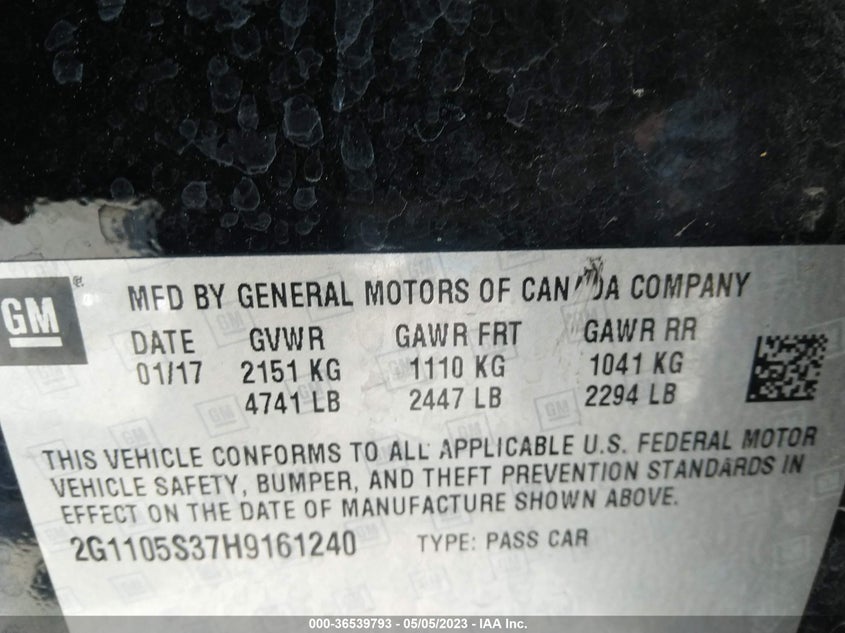 GM
MFD BY GENERAL MOTORS OF CANADA COMPANY
DATE GVWR GAWR FRT GAWR RR
01/17 2151 KG 1110 KG 1041 KG
4741 LB 2447 LB 2294 LB
THIS VEHICLE CONFORMS TO ALL APPLICABLE U.S. FEDERAL MOTOR
VEHICLE SAFETY, BUMPER, AND THEFT PREVENTION STANDARDS IN
EFFECT ON THE DATE OF MANUFACTURE SHOWN ABOVE.
2G1105S37H9161240 TYPE: PASS CAR
000-36539793 - 05/05/2023 - IAA Inc.